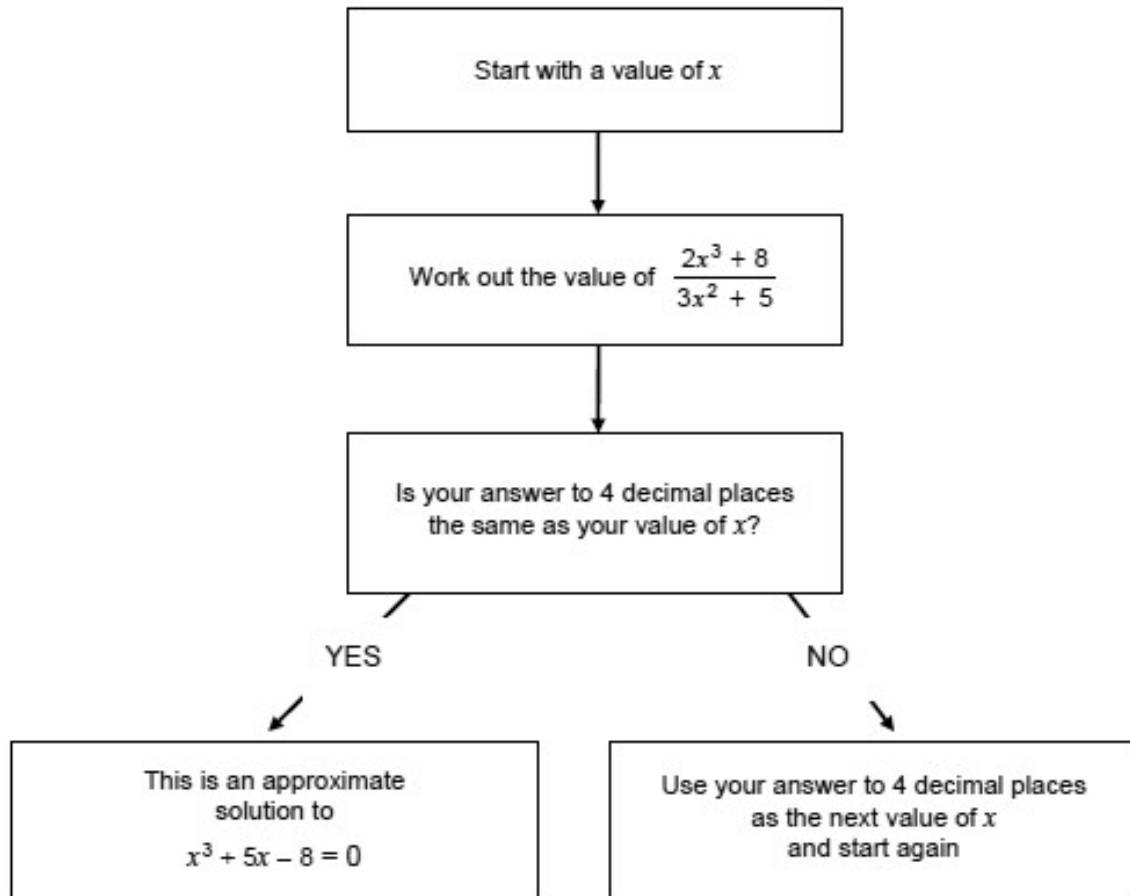 Start with a value of x
Work out the value of \frac{2x³ + 8}{3x² + 5}
Is your answer to 4 decimal places
the same as your value of x?
YES
NO
This is an approximate
solution to
x³ + 5x – 8 = 0
Use your answer to 4 decimal places
as the next value of x
and start again